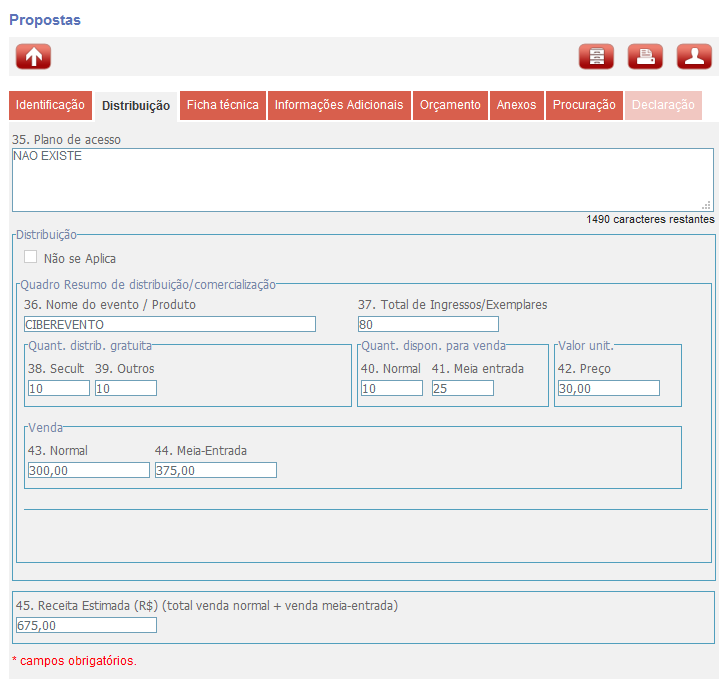 Propostas
Identificação Distribuição Ficha técnica Informações Adicionais Orçamento Anexos Procuração Declaração
35. Plano de acesso
NAO EXISTE
1490 caracteres restantes
Distribuição
Não se Aplica
Quadro Resumo de distribuição/comercialização
36. Nome do evento / Produto 37. Total de Ingressos/Exemplares
CIBEREVENTO 80
Quant. distrib. gratuita Quant. dispon. para venda Valor unit.
38. Secult 39. Outros 40. Normal 41. Meia entrada 42. Preço
10 10 10 25 30,00
Venda
43. Normal 44. Meia-Entrada
300,00 375,00
45. Receita Estimada (R$) (total venda normal + venda meia-entrada)
675,00
* campos obrigatórios.